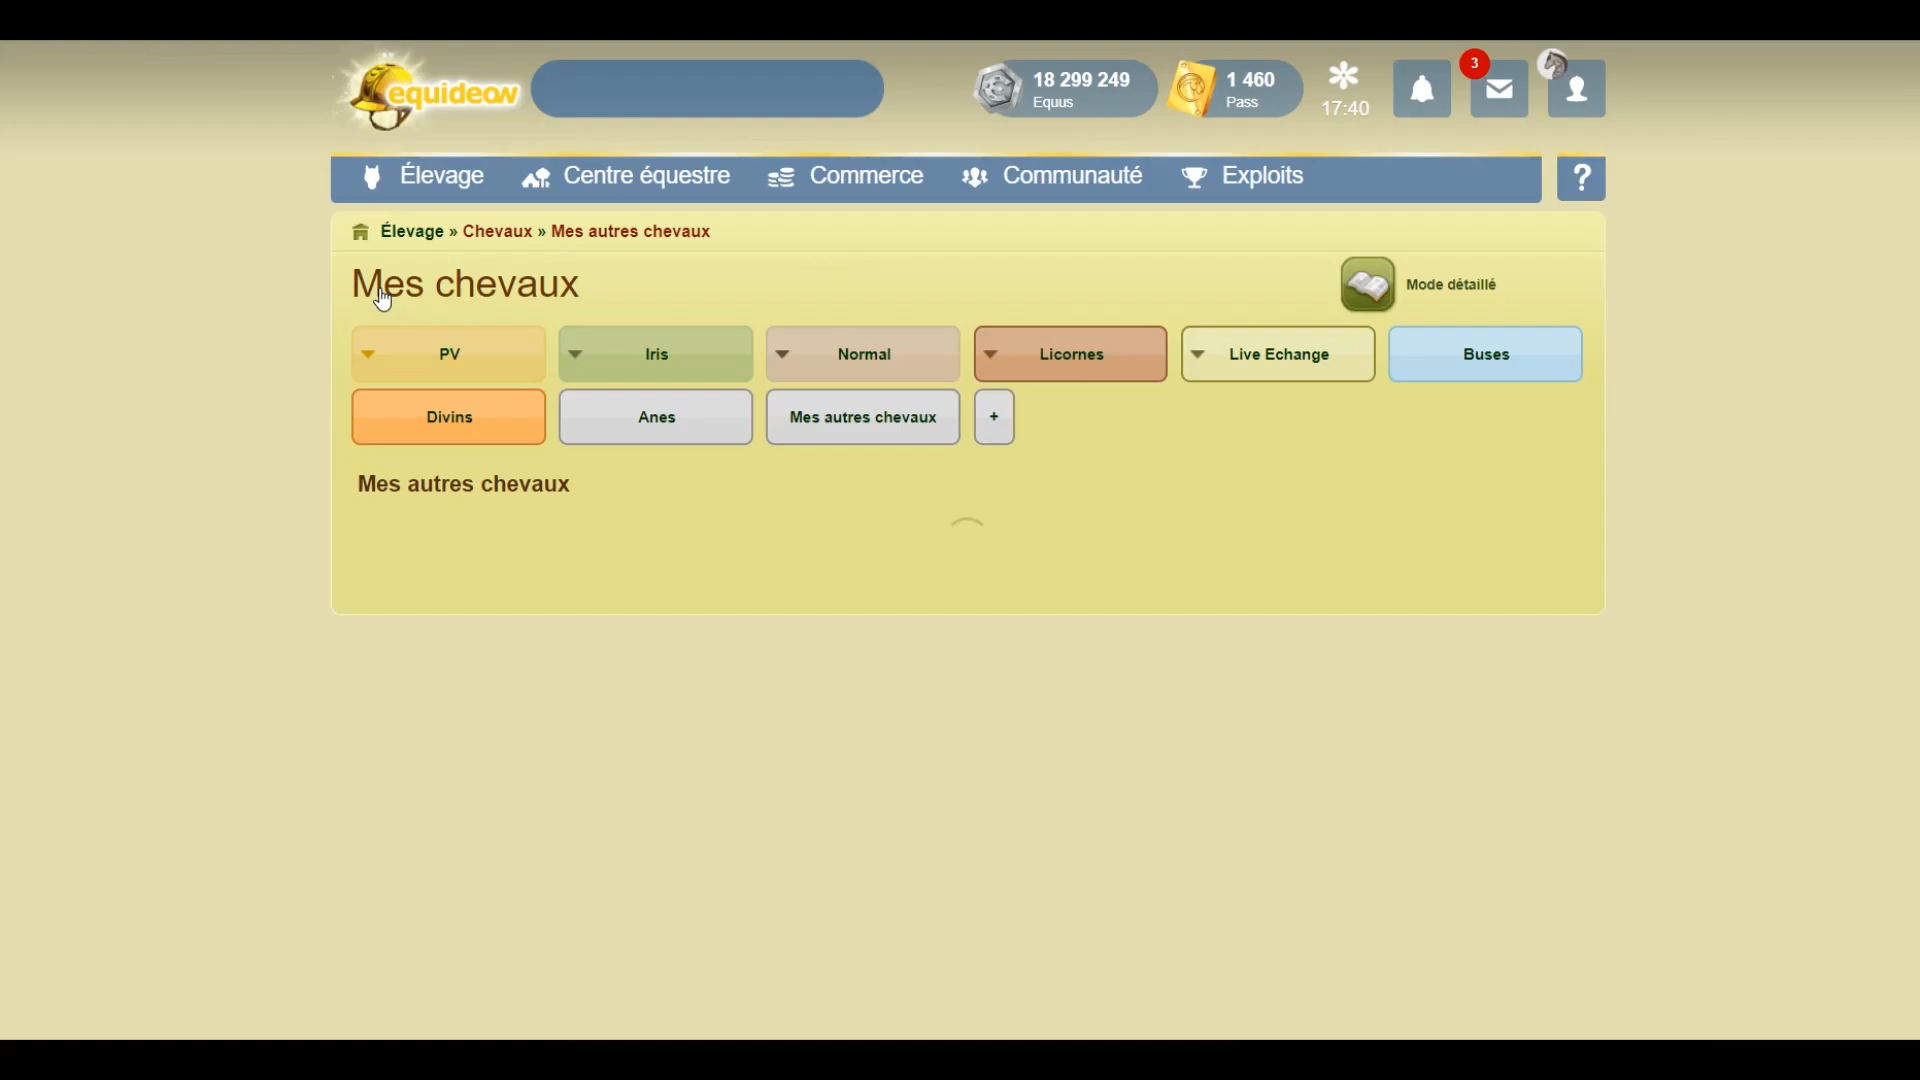 equideow
18 299 249
Equus
1 460
Pass
17:40
3
Élevage
Centre équestre
Commerce
Communauté
Exploits
?
Élevage » Chevaux » Mes autres chevaux
Mes chevaux
Mode détaillé
PV
Iris
Normal
Licornes
Live Echange
Buses
Divins
Anes
Mes autres chevaux
+
Mes autres chevaux